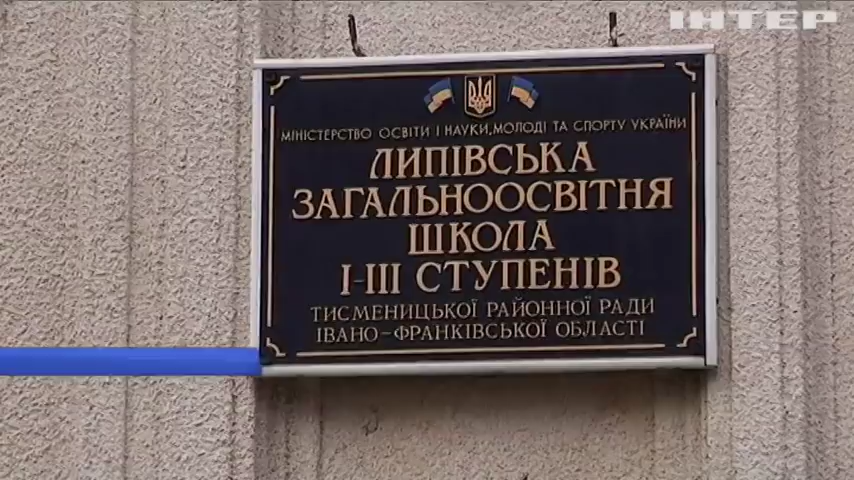 ІНТЕР
МІНІСТЕРСТВО ОСВІТИ І НАУКИ, МОЛОДІ ТА СПОРТУ УКРАЇНИ
ЛИПІВСЬКА
ЗАГАЛЬНООСВІТНЯ
ШКОЛА
І-ІІІ СТУПЕНІВ
ТИСМЕНИЦЬКОЇ РАЙОННОЇ РАДИ
ІВАНО-ФРАНКІВСЬКОЇ ОБЛАСТІ